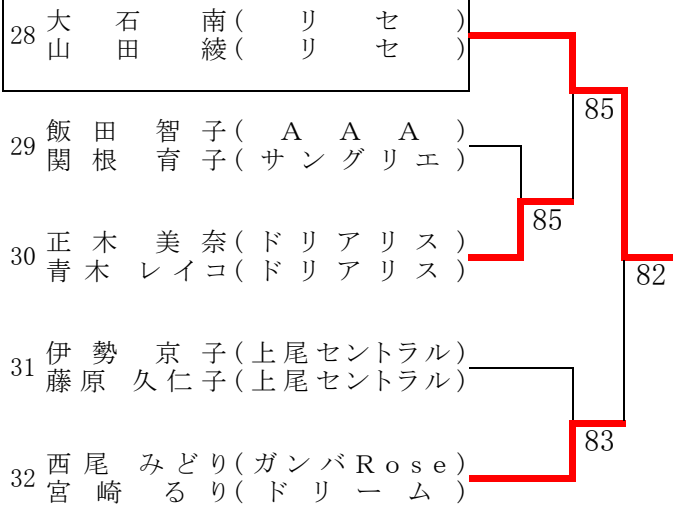 28 大石 南(リセ)
山田 綾(リセ)
85
29 飯田 智子(AAA)
関根 育子(サングリエ)
85
30 正木 美奈(ドリアリス)
青木 レイコ(ドリアリス)
82
31 伊勢 京子(上尾セントラル)
藤原 久仁子(上尾セントラル)
83
32 西尾 みどり(ガンバRose)
宮崎 るり(ドリーム)